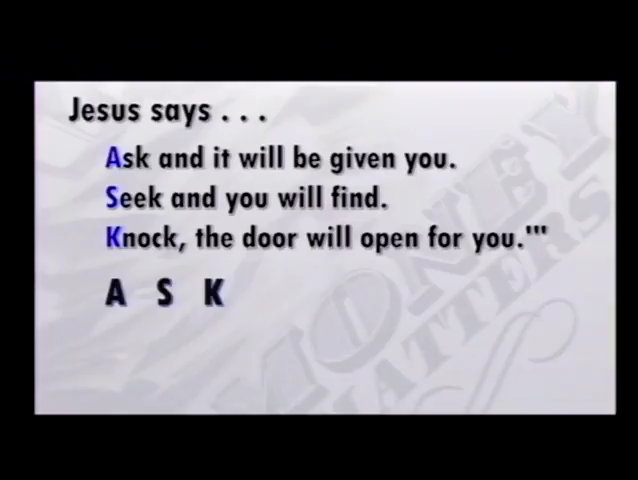 Jesus says . . .
Ask and it will be given you.
Seek and you will find.
Knock, the door will open for you."'
A S K
MONEY
MATTERS